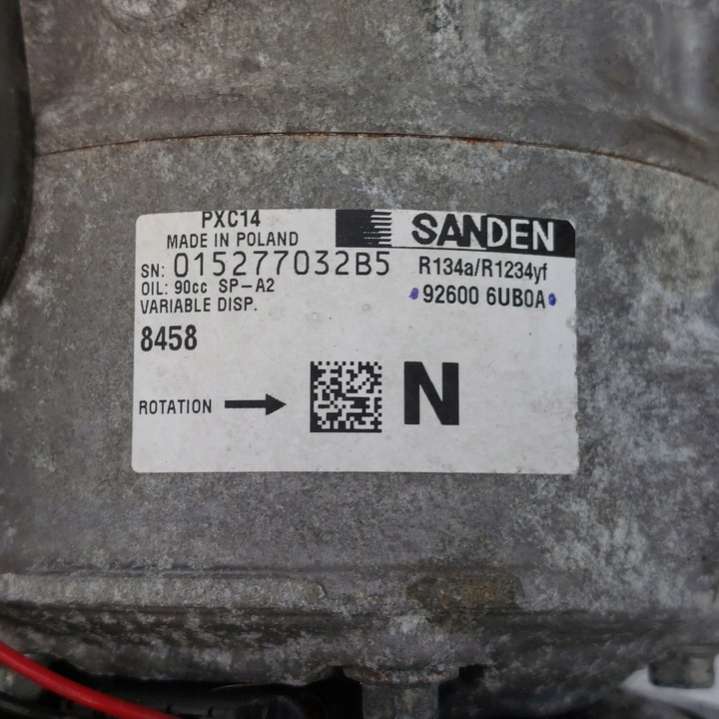 PXC14
MADE IN POLAND
SANDEN
SN: 015277032B5
R134a/R1234yf
OIL: 90cc SP-A2
92600 6UB0A
VARIABLE DISP.
8458
ROTATION
N